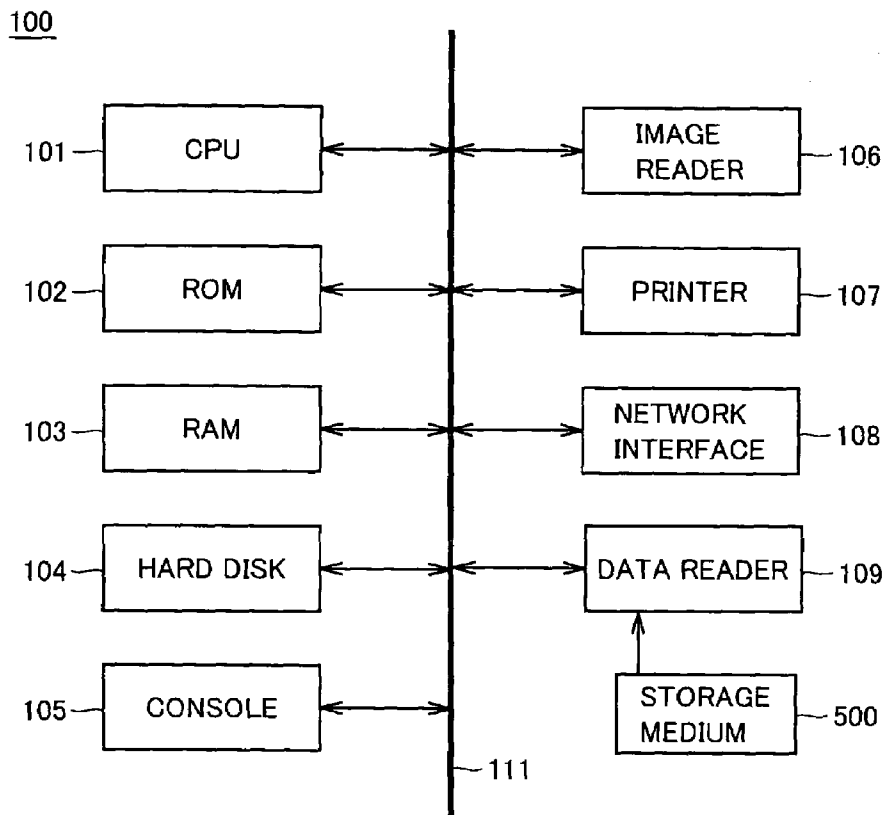 100
101
CPU
IMAGE
READER
106
102
ROM
PRINTER
107
103
RAM
NETWORK
INTERFACE
108
104
HARD DISK
DATA READER
109
105
CONSOLE
STORAGE
MEDIUM
500
111